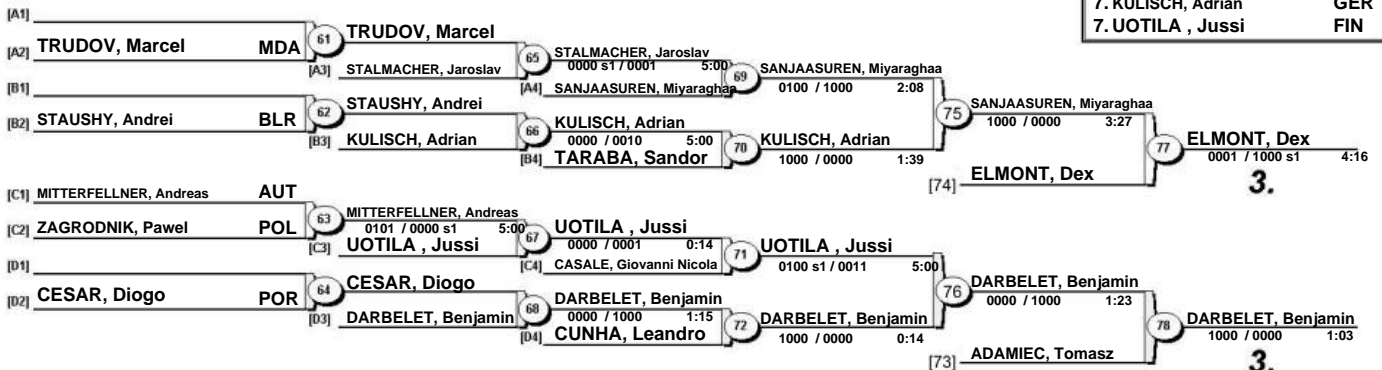 7. KULISCH, Adrian GER
7. UOTILA , Jussi FIN
[A1]
[A2] TRUDOV, Marcel MDA
61
TRUDOV, Marcel
[A3] STALMACHER, Jaroslav
65
STALMACHER, Jaroslav
0000 s1 / 0001 5:00
[A4] SANJAASUREN, Miyaraghaa
69
SANJAASUREN, Miyaraghaa
0100 / 1000 2:08
[B1]
[B2] STAUSHY, Andrei BLR
62
STAUSHY, Andrei
[B3] KULISCH, Adrian
66
KULISCH, Adrian
0000 / 0010 5:00
[B4] TARABA, Sandor
70
KULISCH, Adrian
1000 / 0000 1:39
75
SANJAASUREN, Miyaraghaa
1000 / 0000 3:27
[74] ELMONT, Dex
77
ELMONT, Dex
0001 / 1000 s1 4:16
3.
[C1] MITTERFELLNER, Andreas AUT
[C2] ZAGRODNIK, Pawel POL
63
MITTERFELLNER, Andreas
0101 / 0000 s1 5:00
[C3] UOTILA , Jussi
67
UOTILA , Jussi
0000 / 0001 0:14
[C4] CASALE, Giovanni Nicola
71
UOTILA , Jussi
0100 s1 / 0011 5:00
[D1]
[D2] CESAR, Diogo POR
64
CESAR, Diogo
[D3] DARBELET, Benjamin
68
DARBELET, Benjamin
0000 / 1000 1:15
[D4] CUNHA, Leandro
72
DARBELET, Benjamin
1000 / 0000 0:14
76
DARBELET, Benjamin
0000 / 1000 1:23
[73] ADAMIEC, Tomasz
78
DARBELET, Benjamin
1000 / 0000 1:03
3.